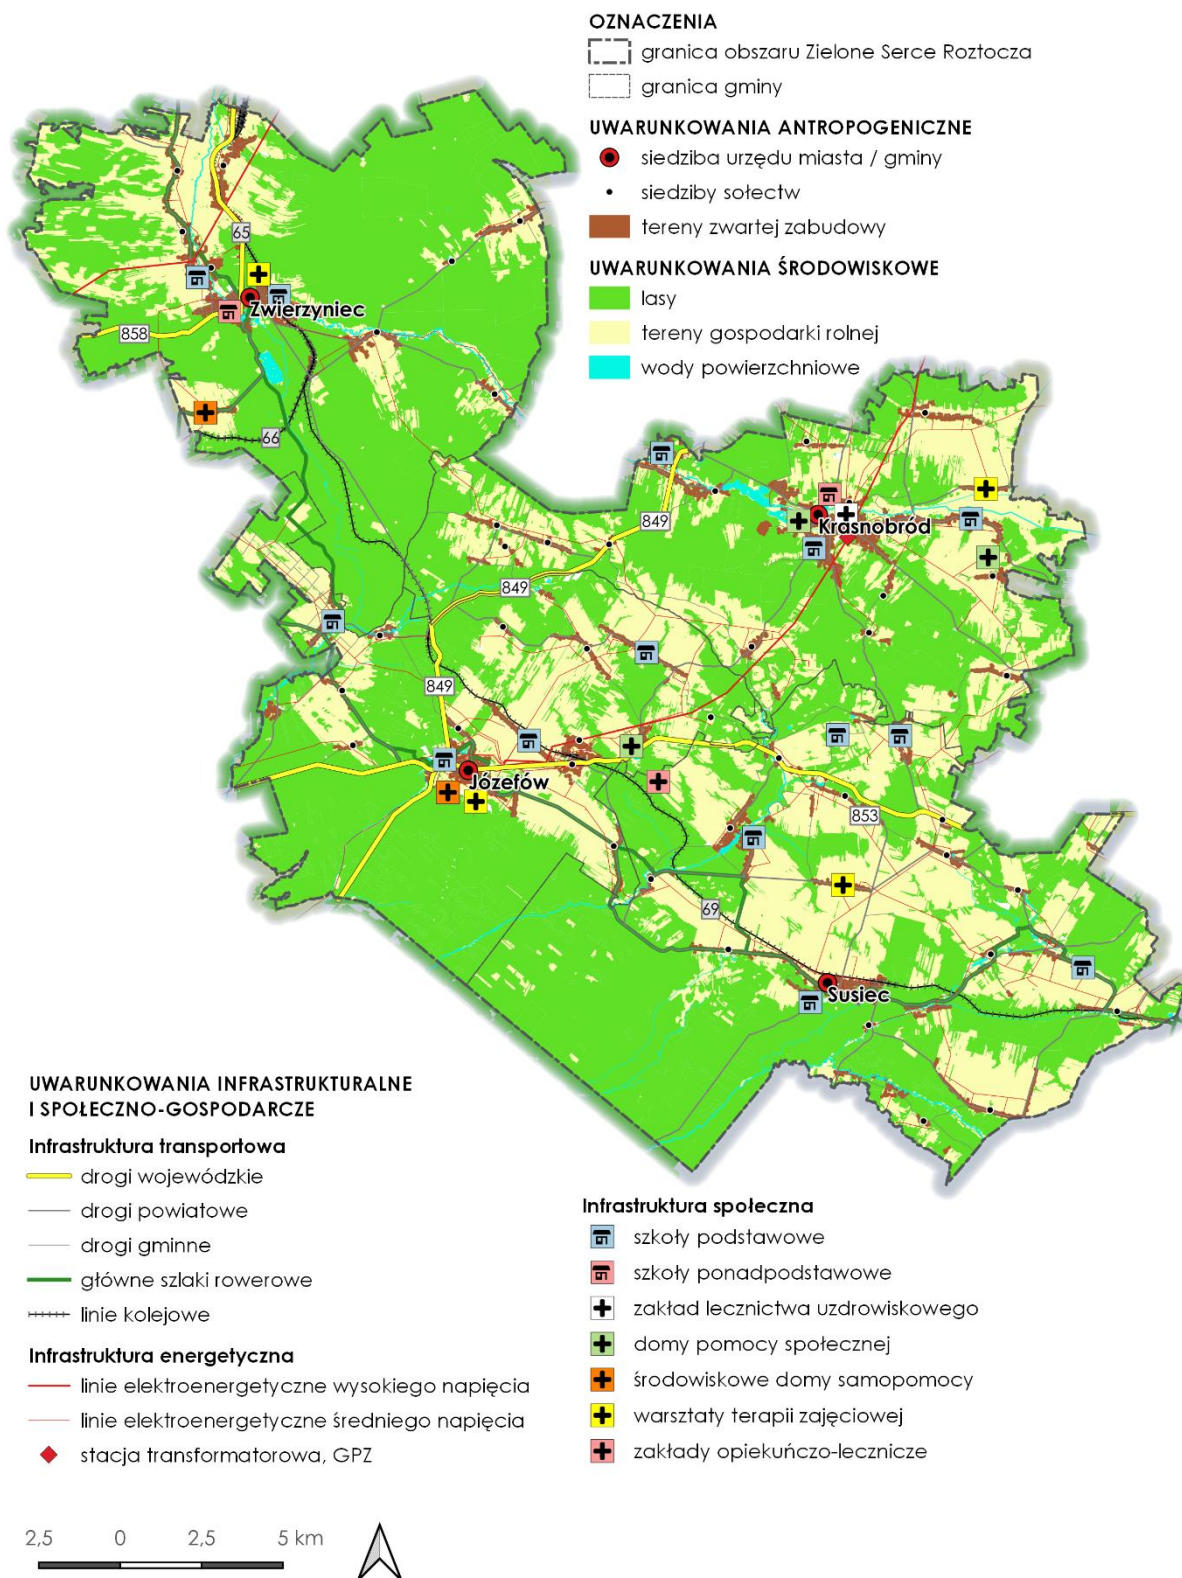 OZNACZENIA
granica obszaru Zielone Serce Roztocza
granica gminy
UWARUNKOWANIA ANTROPOGENICZNE
siedziba urzędu miasta / gminy
siedziby sołectw
tereny zwartej zabudowy
UWARUNKOWANIA ŚRODOWISKOWE
lasy
tereny gospodarki rolnej
wody powierzchniowe
65
Zwierzyniec
858
66
849
Krasnobród
849
849
Józefów
853
69
Susiec
UWARUNKOWANIA INFRASTRUKTURALNE
I SPOŁECZNO-GOSPODARCZE
Infrastruktura transportowa
drogi wojewódzkie
drogi powiatowe
drogi gminne
główne szlaki rowerowe
linie kolejowe
Infrastruktura energetyczna
linie elektroenergetyczne wysokiego napięcia
linie elektroenergetyczne średniego napięcia
stacja transformatorowa, GPZ
Infrastruktura społeczna
szkoły podstawowe
szkoły ponadpodstawowe
zakład lecznictwa uzdrowiskowego
domy pomocy społecznej
środowiskowe domy samopomocy
warsztaty terapii zajęciowej
zakłady opiekuńczo-lecznicze
2,5 0 2,5 5 km